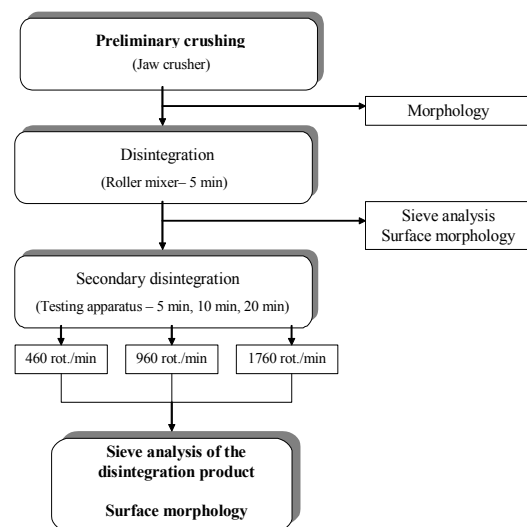 Preliminary crushing
(Jaw crusher)
Morphology
Disintegration
(Roller mixer– 5 min)
Sieve analysis
Surface morphology
Secondary disintegration
(Testing apparatus – 5 min, 10 min, 20 min)
460 rot./min
960 rot./min
1760 rot./min
Sieve analysis of the
disintegration product
Surface morphology